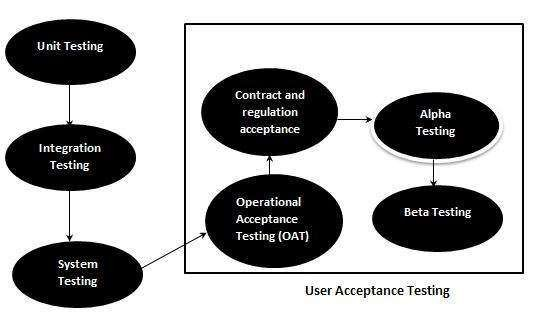 Unit Testing
Integration
Testing
System
Testing
Contract and
regulation
acceptance
Alpha
Testing
Operational
Acceptance
Testing (OAT)
Beta Testing
User Acceptance Testing